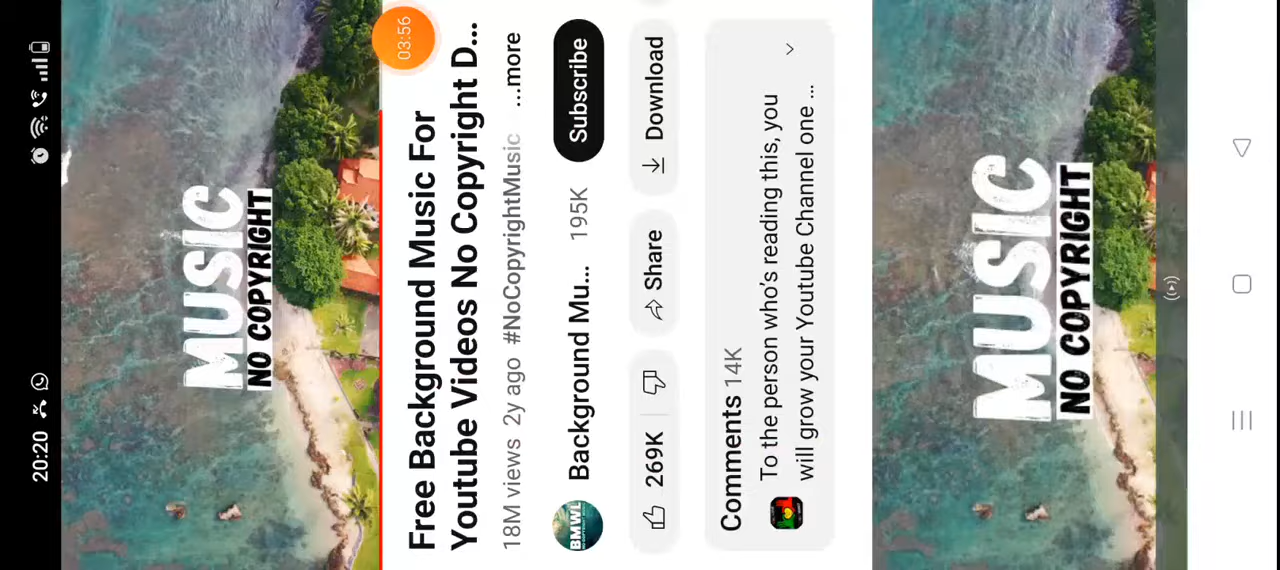 20:20
MUSIC
NO COPYRIGHT
03:56
Free Background Music For
Youtube Videos No Copyright D...
18M views 2y ago #NoCopyrightMusic ...more
BMWL
Background Mu... 195K Subscribe
269K Share Download
Comments 14K
To the person who's reading this, you
will grow your Youtube Channel one ...
MUSIC
NO COPYRIGHT